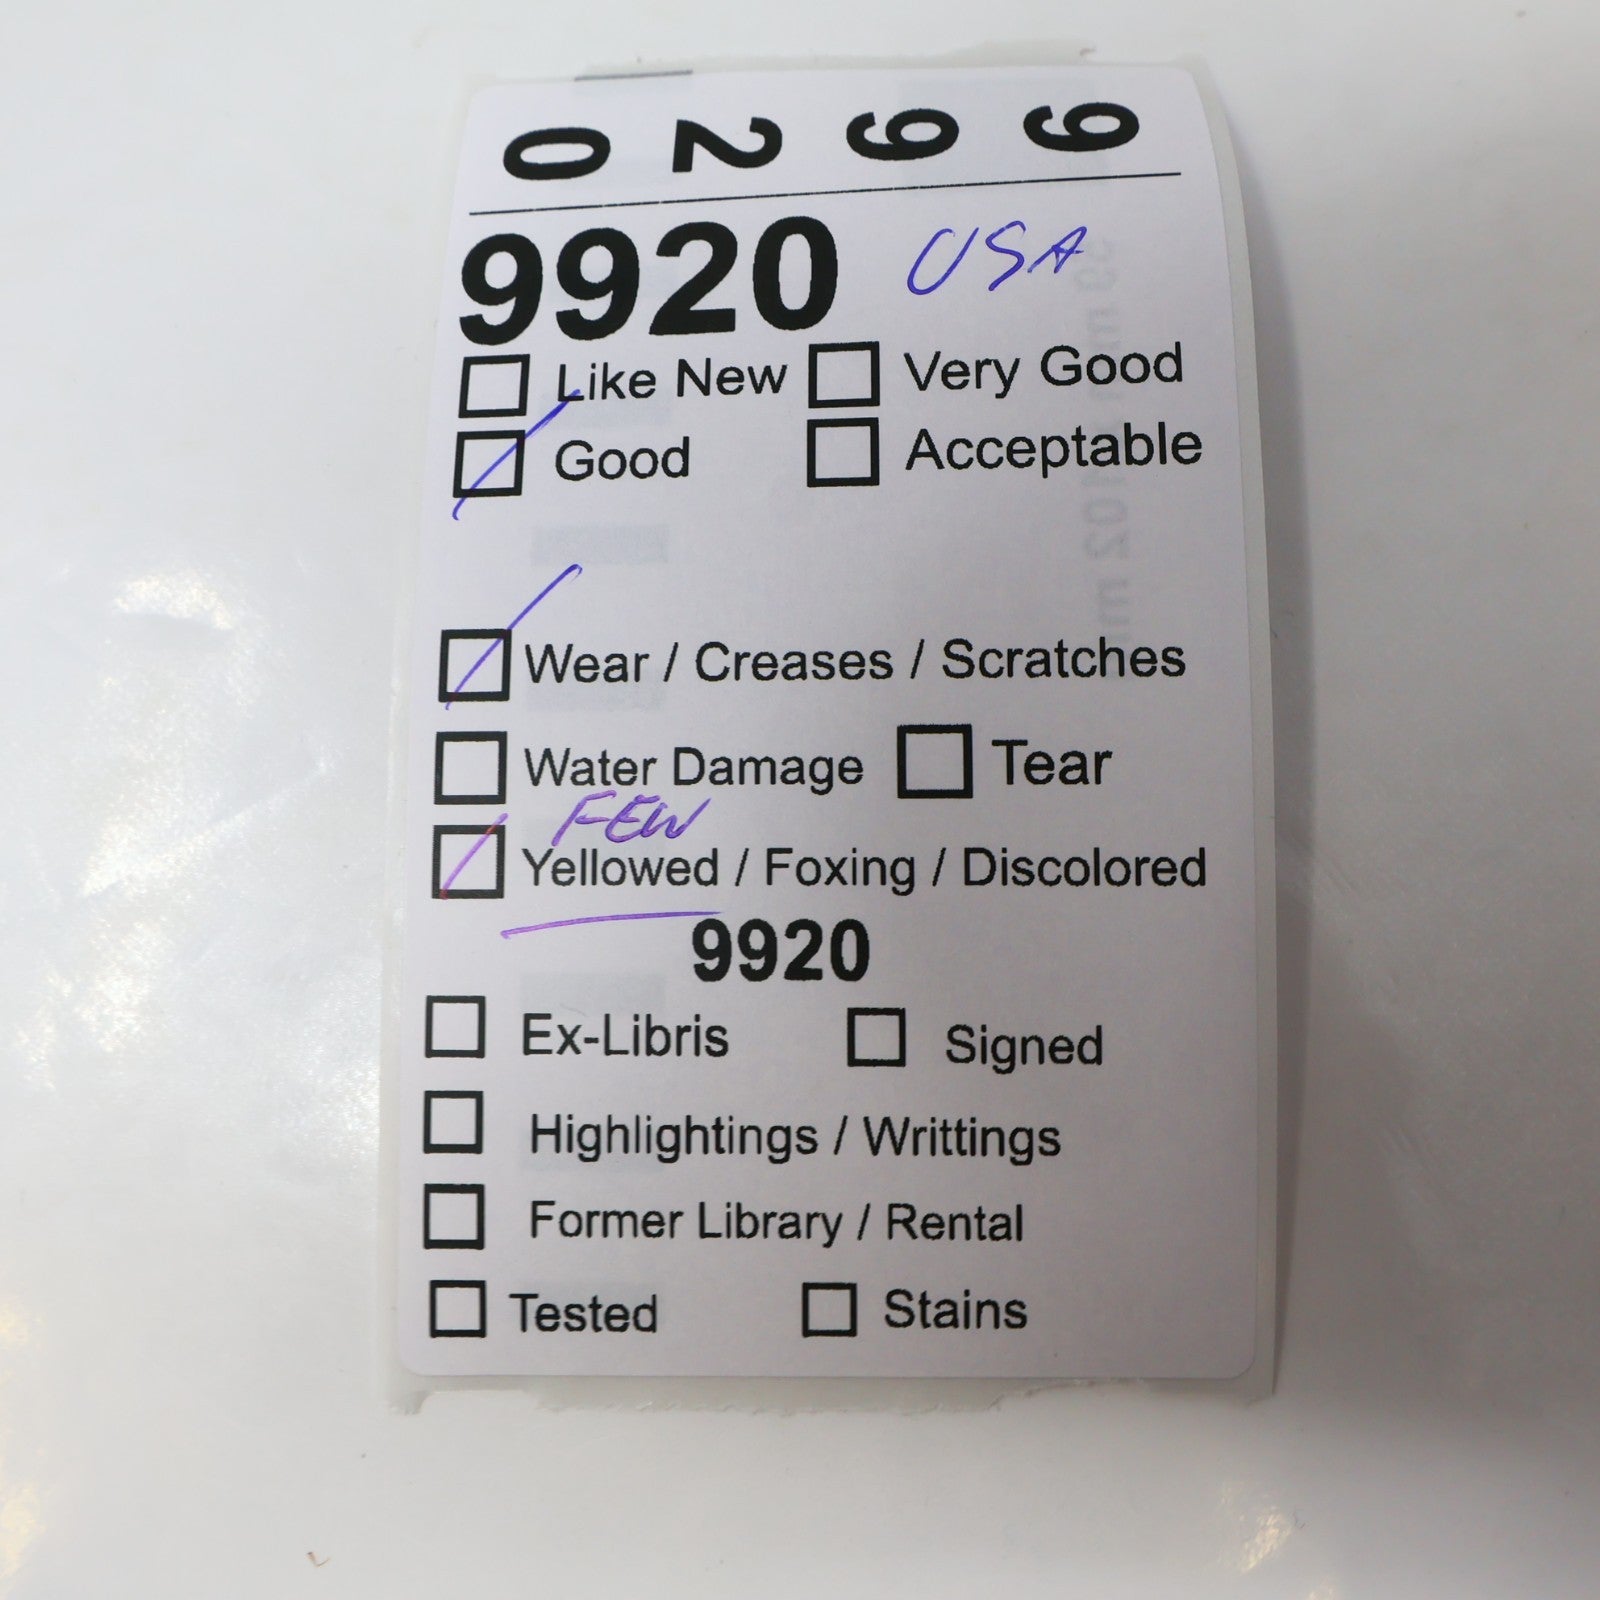 9920
9920 USA
Like New Very Good
Good Acceptable
Wear / Creases / Scratches
Water Damage Tear
FEW
Yellowed / Foxing / Discolored
9920
Ex-Libris Signed
Highlightings / Writtings
Former Library / Rental
Tested Stains